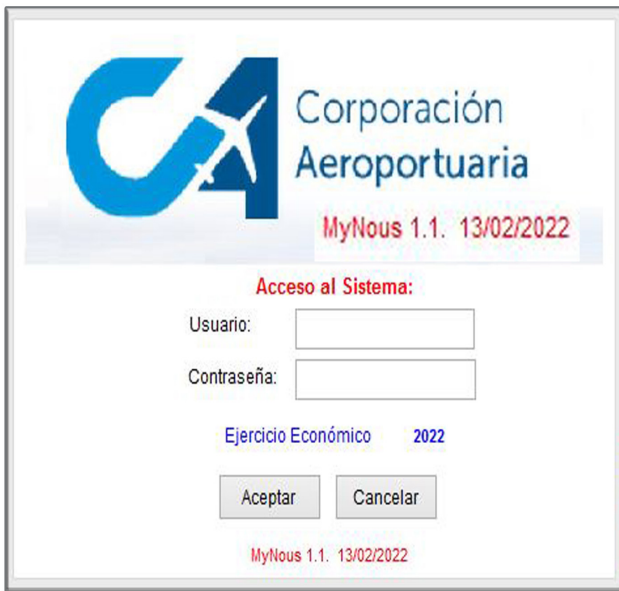 CA
Corporación
Aeroportuaria
MyNous 1.1. 13/02/2022
Acceso al Sistema:
Usuario:
Contraseña:
Ejercicio Económico 2022
Aceptar Cancelar
MyNous 1.1. 13/02/2022